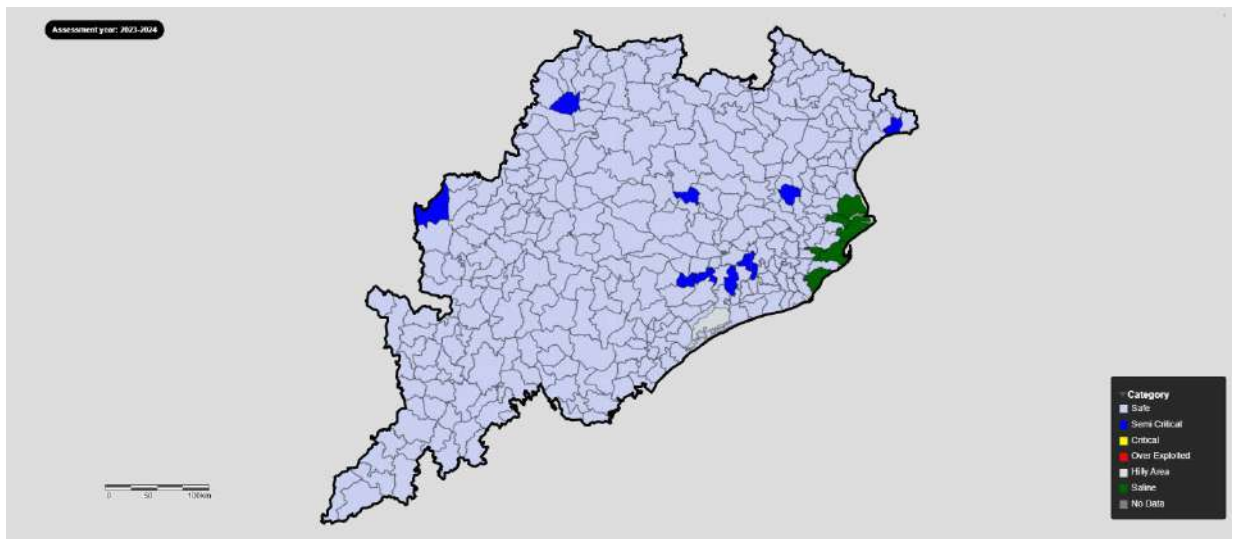 Assessment year: 2023-2024
Category
Safe
Semi Critical
Critical
Over Exploited
Hilly Area
Saline
No Data
0 50 100km